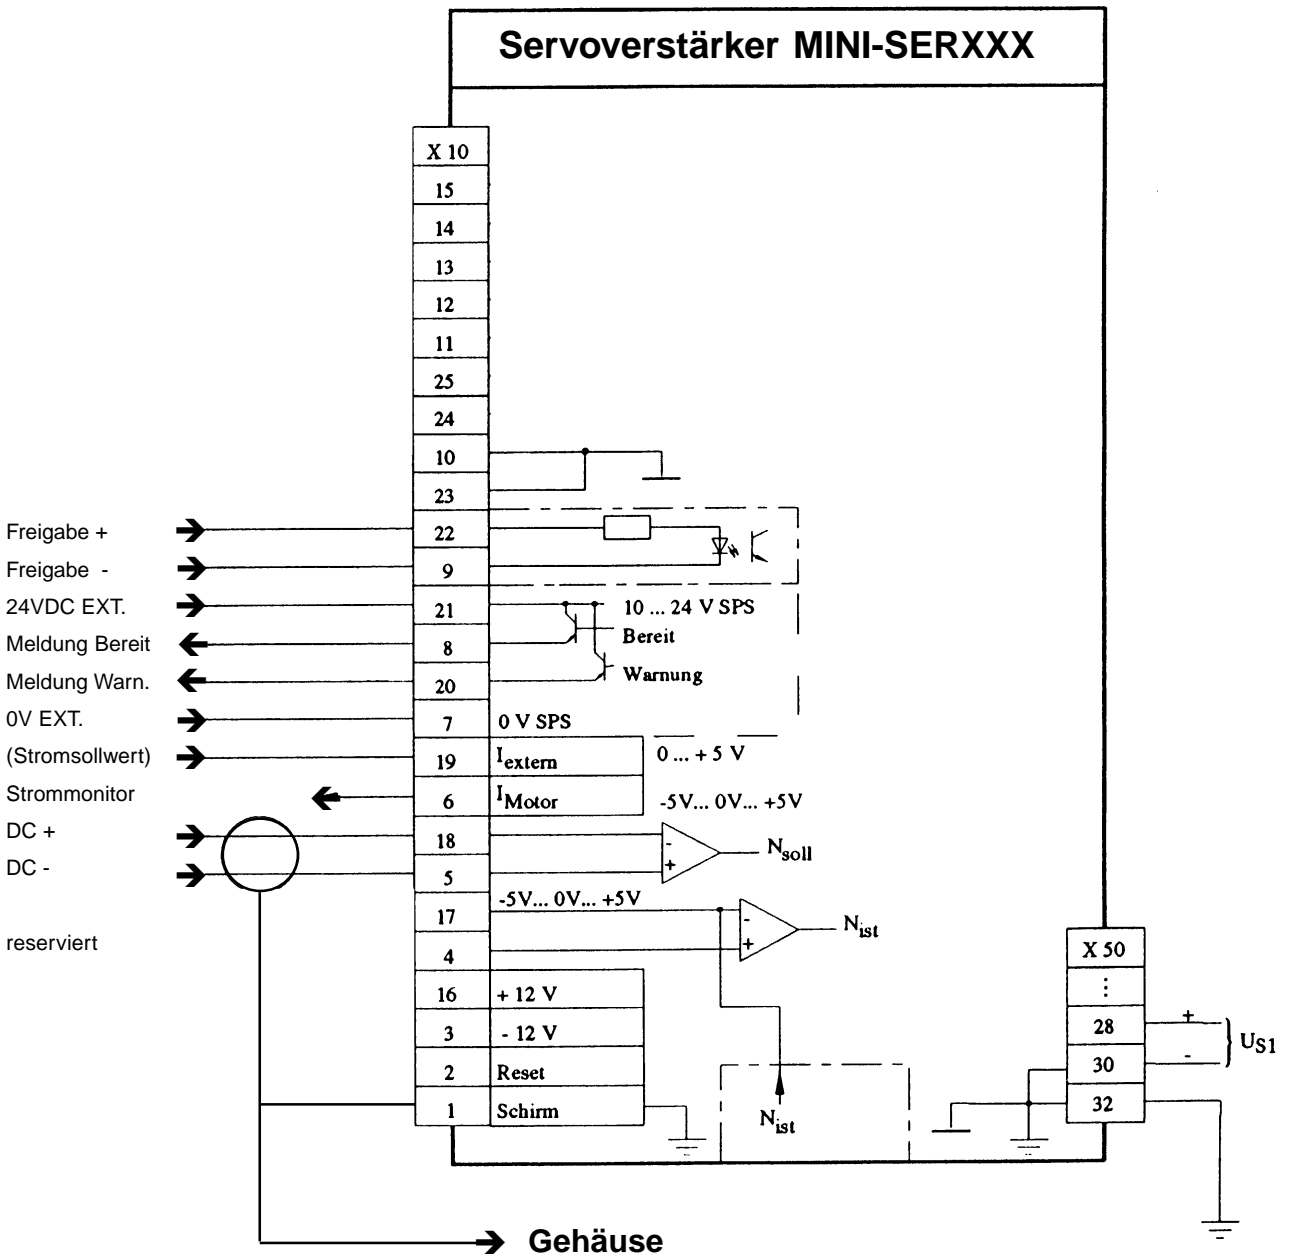 Servoverstärker MINI-SERXXX
X 10
15
14
13
12
11
25
24
10
23
Freigabe + 22
Freigabe - 9
24VDC EXT. 21 10 ... 24 V SPS
Meldung Bereit 8 Bereit
Meldung Warn. 20 Warnung
0V EXT. 7 0 V SPS
(Stromsollwert) 19 Iextern 0 ... + 5 V
Strommonitor 6 IMotor -5V... 0V... +5V
DC + 18 - Nsoll
DC - 5 +
17 -5V... 0V... +5V - Nist
reserviert 4 + X 50
16 + 12 V ⋮
3 - 12 V 28 + US1
2 Reset 30 -
1 Schirm Nist 32
Gehäuse